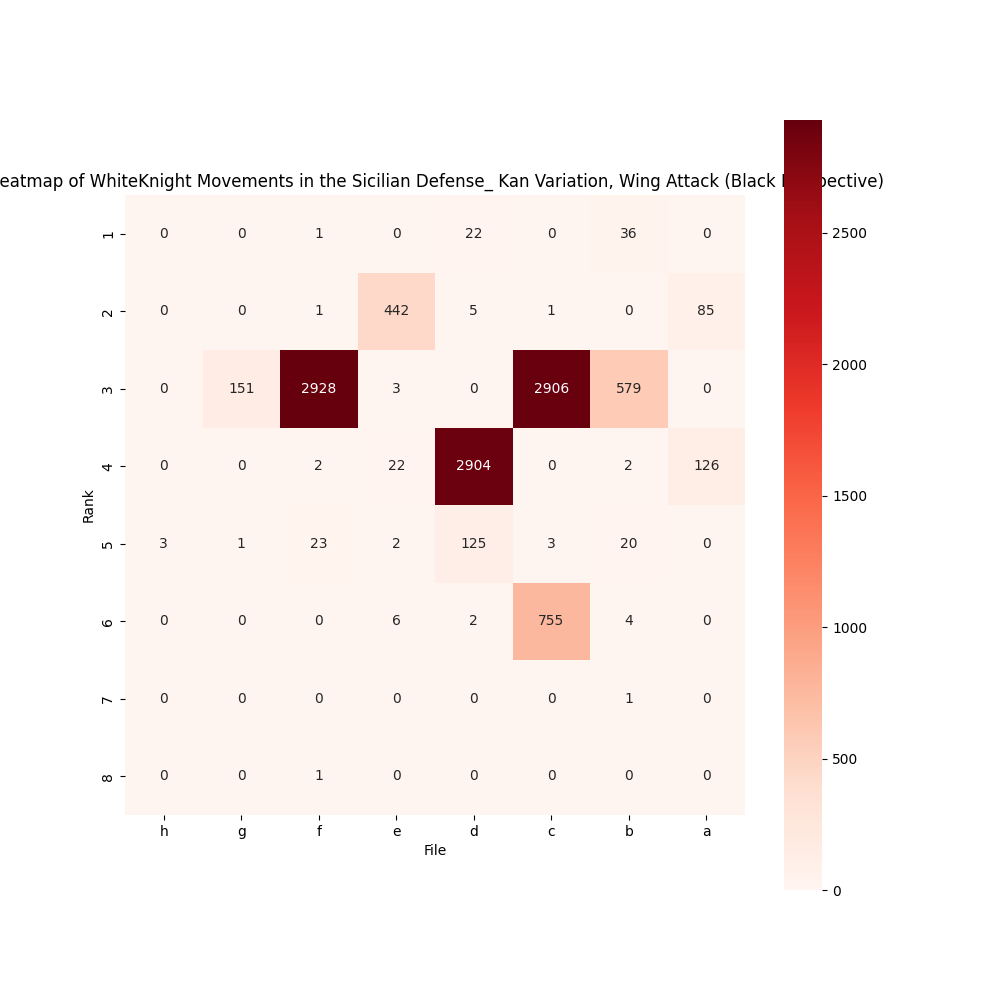 eatmap of WhiteKnight Movements in the Sicilian Defense_ Kan Variation, Wing Attack (Black pective)
1 0 0 1 0 22 0 36 0
2 0 0 1 442 5 1 0 85
3 0 151 2928 3 0 2906 579 0
4 0 0 2 22 2904 0 2 126
5 3 1 23 2 125 3 20 0
6 0 0 0 6 2 755 4 0
7 0 0 0 0 0 0 1 0
8 0 0 1 0 0 0 0 0
h g f e d c b a
File
Rank
2500
2000
1500
1000
500
0